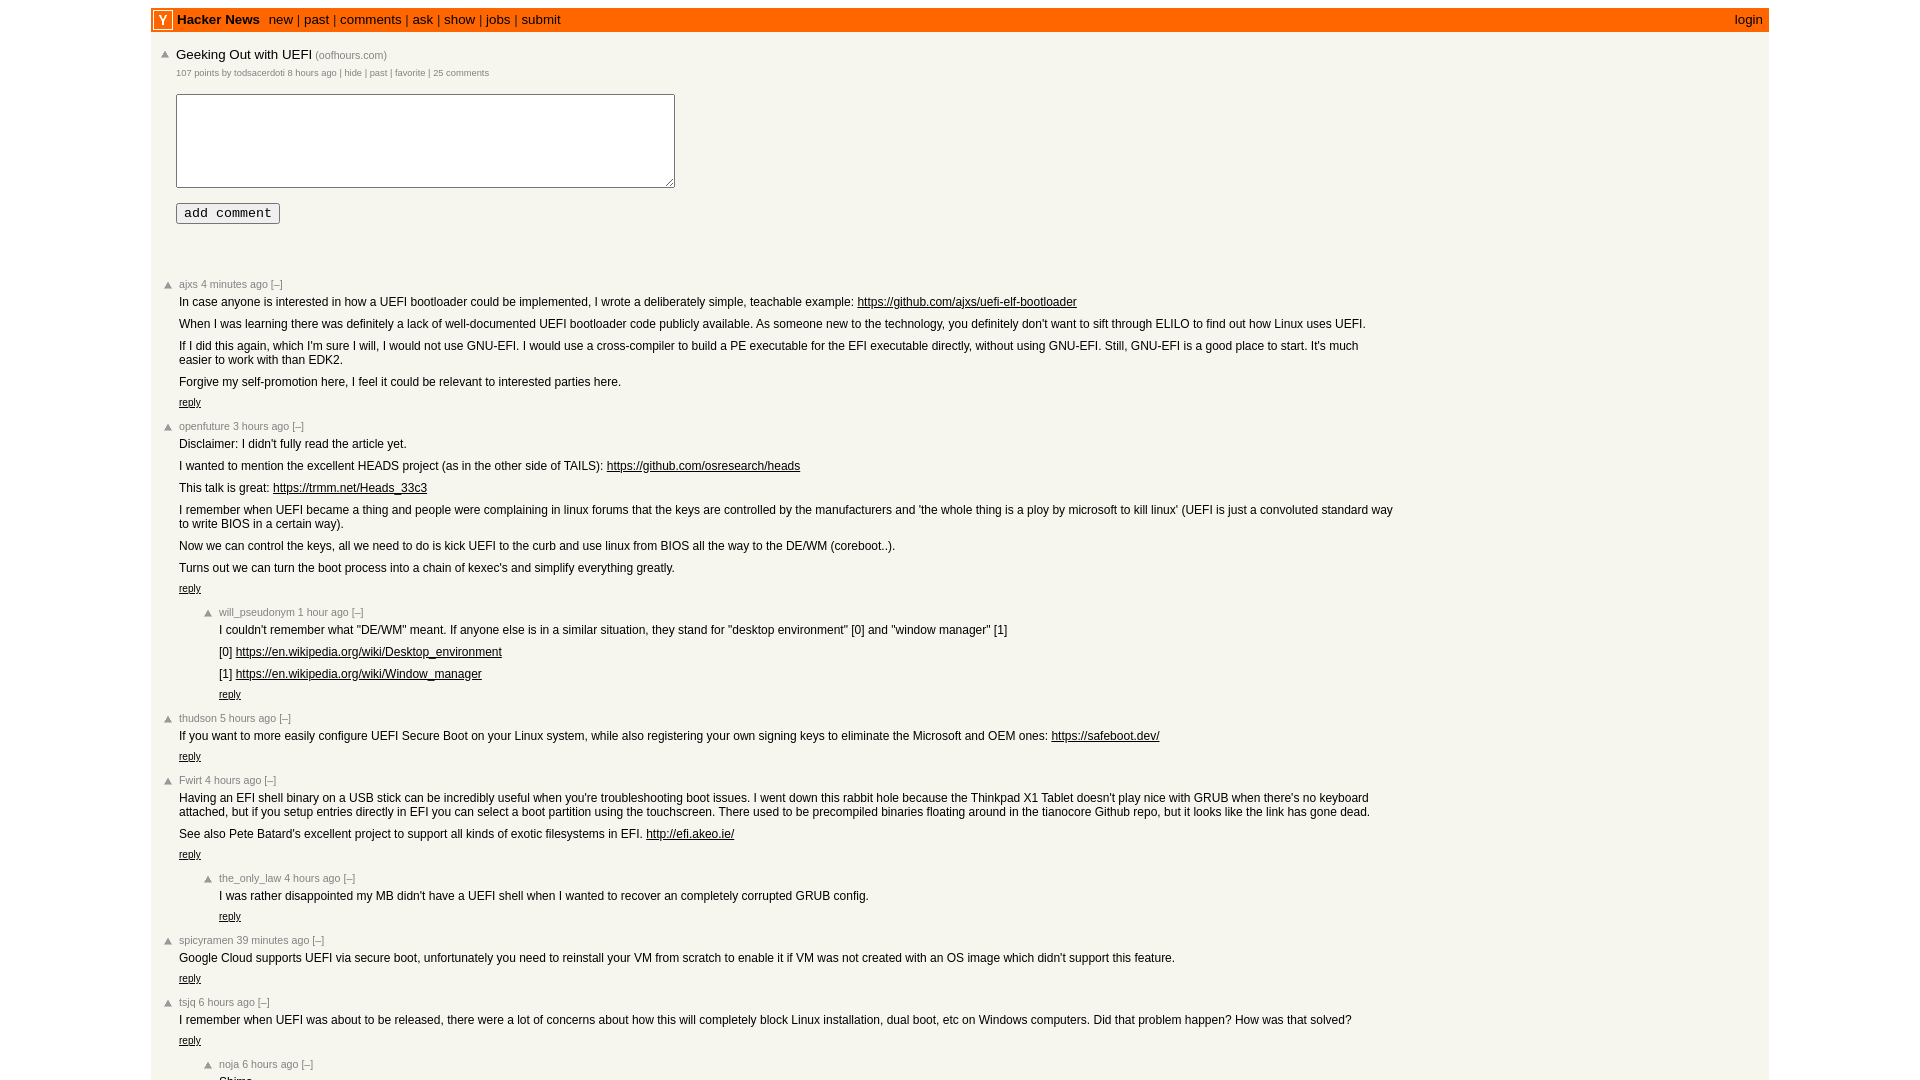 Y Hacker News new | past | comments | ask | show | jobs | submit login
Geeking Out with UEFI (oofhours.com)
107 points by todsacerdoti 8 hours ago | hide | past | favorite | 25 comments
add comment
ajxs 4 minutes ago [–]
In case anyone is interested in how a UEFI bootloader could be implemented, I wrote a deliberately simple, teachable example: https://github.com/ajxs/uefi-elf-bootloader
When I was learning there was definitely a lack of well-documented UEFI bootloader code publicly available. As someone new to the technology, you definitely don't want to sift through ELILO to find out how Linux uses UEFI.
If I did this again, which I'm sure I will, I would not use GNU-EFI. I would use a cross-compiler to build a PE executable for the EFI executable directly, without using GNU-EFI. Still, GNU-EFI is a good place to start. It's much
easier to work with than EDK2.
Forgive my self-promotion here, I feel it could be relevant to interested parties here.
reply
openfuture 3 hours ago [–]
Disclaimer: I didn't fully read the article yet.
I wanted to mention the excellent HEADS project (as in the other side of TAILS): https://github.com/osresearch/heads
This talk is great: https://trmm.net/Heads_33c3
I remember when UEFI became a thing and people were complaining in linux forums that the keys are controlled by the manufacturers and 'the whole thing is a ploy by microsoft to kill linux' (UEFI is just a convoluted standard way
to write BIOS in a certain way).
Now we can control the keys, all we need to do is kick UEFI to the curb and use linux from BIOS all the way to the DE/WM (coreboot..).
Turns out we can turn the boot process into a chain of kexec's and simplify everything greatly.
reply
will_pseudonym 1 hour ago [–]
I couldn't remember what "DE/WM" meant. If anyone else is in a similar situation, they stand for "desktop environment" [0] and "window manager" [1]
[0] https://en.wikipedia.org/wiki/Desktop_environment
[1] https://en.wikipedia.org/wiki/Window_manager
reply
thudson 5 hours ago [–]
If you want to more easily configure UEFI Secure Boot on your Linux system, while also registering your own signing keys to eliminate the Microsoft and OEM ones: https://safeboot.dev/
reply
Fwirt 4 hours ago [–]
Having an EFI shell binary on a USB stick can be incredibly useful when you're troubleshooting boot issues. I went down this rabbit hole because the Thinkpad X1 Tablet doesn't play nice with GRUB when there's no keyboard
attached, but if you setup entries directly in EFI you can select a boot partition using the touchscreen. There used to be precompiled binaries floating around in the tianocore Github repo, but it looks like the link has gone dead.
See also Pete Batard's excellent project to support all kinds of exotic filesystems in EFI. http://efi.akeo.ie/
reply
the_only_law 4 hours ago [–]
I was rather disappointed my MB didn't have a UEFI shell when I wanted to recover an completely corrupted GRUB config.
reply
spicyramen 39 minutes ago [–]
Google Cloud supports UEFI via secure boot, unfortunately you need to reinstall your VM from scratch to enable it if VM was not created with an OS image which didn't support this feature.
reply
tsjq 6 hours ago [–]
I remember when UEFI was about to be released, there were a lot of concerns about how this will completely block Linux installation, dual boot, etc on Windows computers. Did that problem happen? How was that solved?
reply
noja 6 hours ago [–]